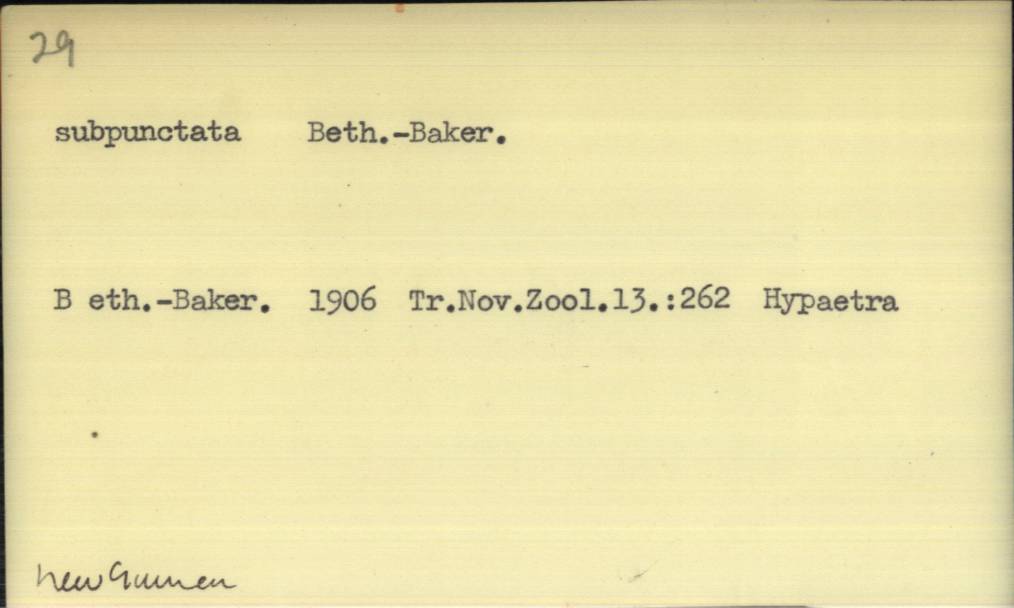 29
subpunctata Beth.-Baker.
B eth.-Baker. 1906 Tr.Nov.Zool.13.:262 Hypaetra
New Guinea